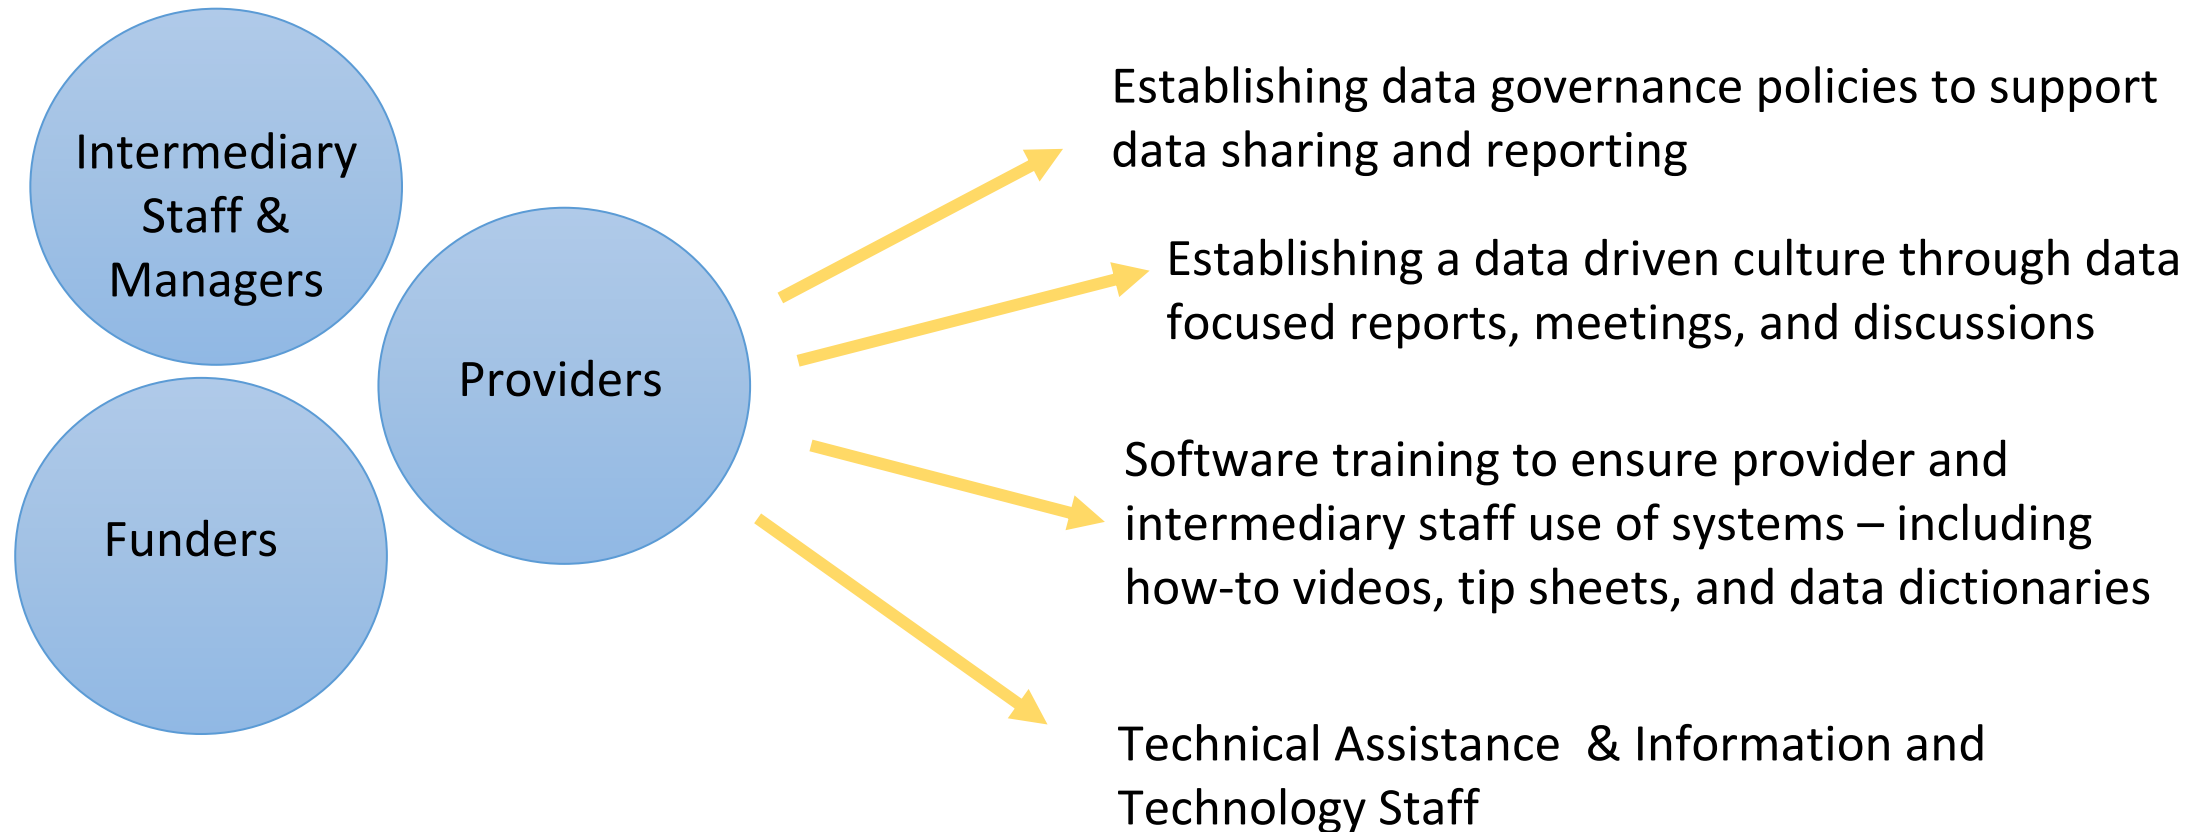 Intermediary
Staff &
Managers
Providers
Funders
Establishing data governance policies to support
data sharing and reporting
Establishing a data driven culture through data
focused reports, meetings, and discussions
Software training to ensure provider and
intermediary staff use of systems – including
how-to videos, tip sheets, and data dictionaries
Technical Assistance  & Information and
Technology Staff